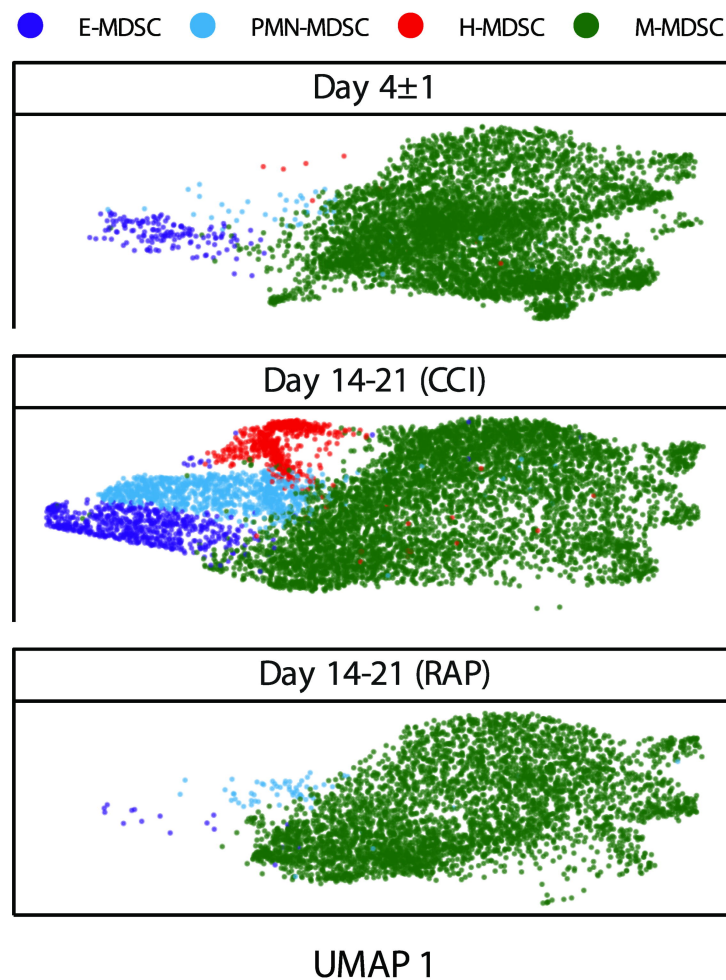 E-MDSC PMN-MDSC H-MDSC M-MDSC
Day 4±1
Day 14-21 (CCI)
Day 14-21 (RAP)
UMAP 1